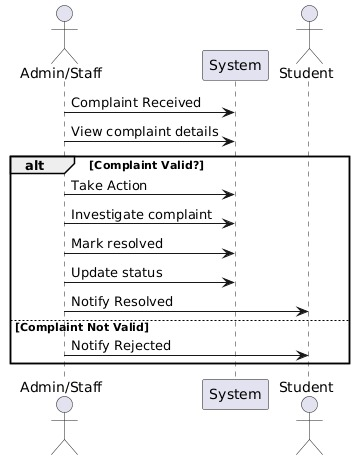 Admin/Staff
System
Student
Complaint Received
View complaint details
alt [Complaint Valid?]
Take Action
Investigate complaint
Mark resolved
Update status
Notify Resolved
[Complaint Not Valid]
Notify Rejected
Admin/Staff
System
Student